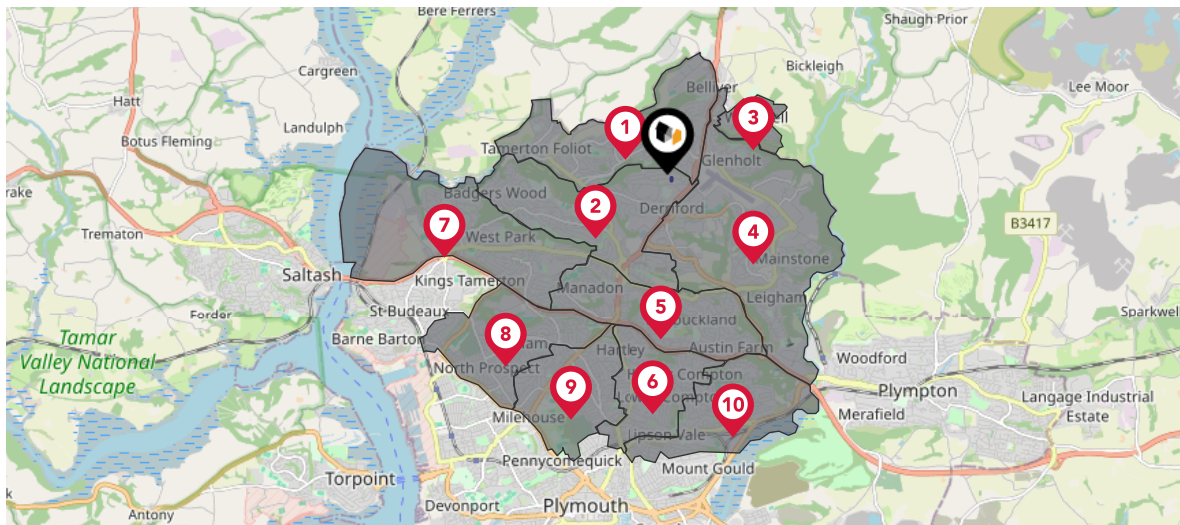 Bere Ferrers
Shaugh Prior
Cargreen
Bickleigh
Belliver
Lee Moor
Hatt
Landulph
Botus Fleming
1
3
Tamerton Foliot
Glenholt
Badgers Wood
2
Derriford
B3417
Trematon
7
West Park
4
Mainstone
Saltash
Kings Tamerton
Manadon
Leigham
Forder
St Budeaux
5
Sparkwell
Tamar
Valley National
Landscape
Barne Barton
8
Hartley
Austin Farm
Woodford
North Prospect
9
6
Compton
Plympton
10
Langage Industrial
Estate
Milehouse
Merafield
Lipson Vale
Pennycomequick
Mount Gould
Torpoint
Devonport
Plymouth
Antony